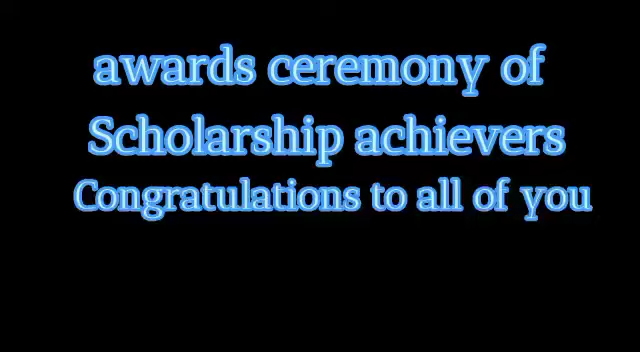 awards ceremony of
Scholarship achievers
Congratulations to all of you